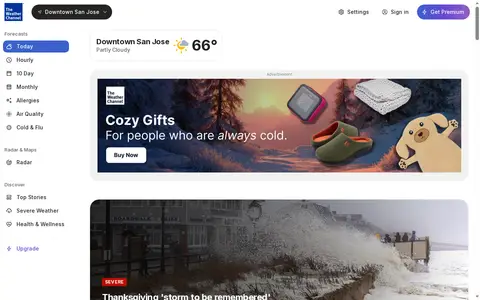 The
Weather
Channel
Downtown San Jose
Settings
Sign in
Get Premium
Forecasts
Today
Hourly
10 Day
Monthly
Allergies
Air Quality
Cold & Flu
Radar & Maps
Radar
Discover
Top Stories
Severe Weather
Health & Wellness
Upgrade
Downtown San Jose
Partly Cloudy
66°
Advertisement
The
Weather
Channel
Cozy Gifts
For people who are always cold.
Buy Now
SEVERE
Thanksgiving 'storm to be remembered'